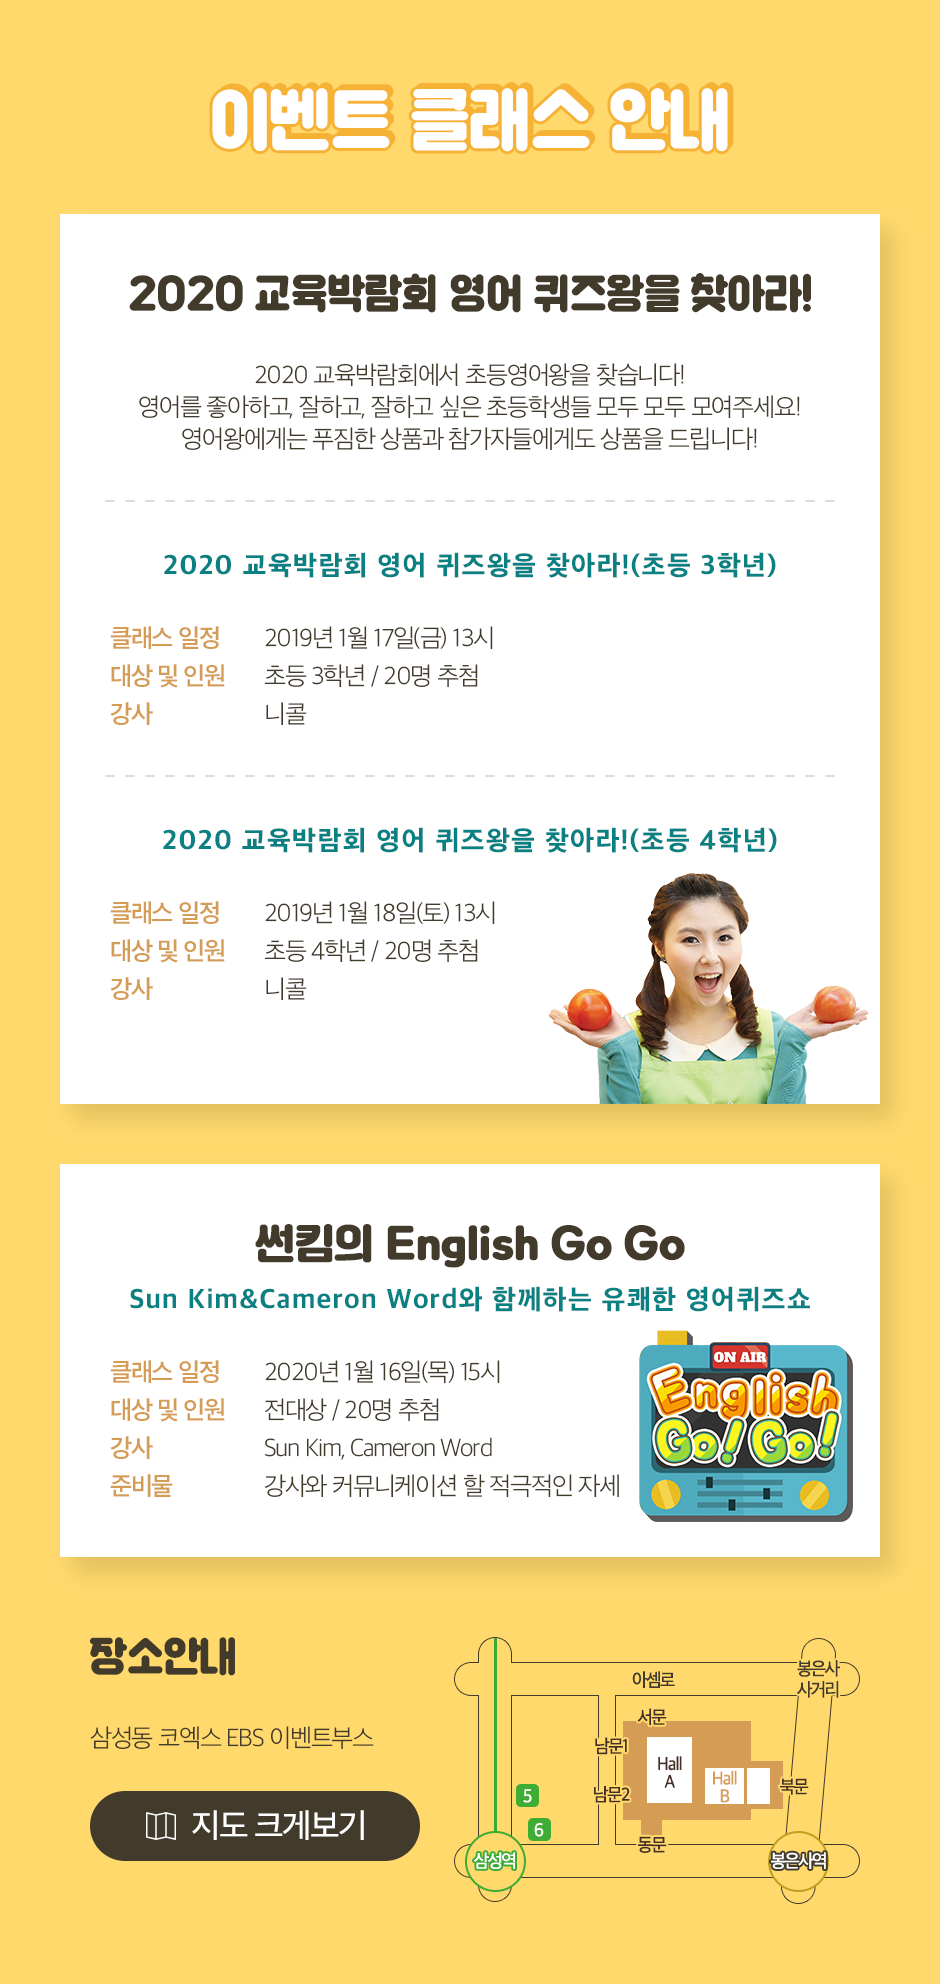 이벤트 클래스 안내
2020 교육박람회 영어 퀴즈왕을 찾아라!
2020 교육박람회에서 초등영어왕을 찾습니다!
영어를 좋아하고, 잘하고, 잘하고 싶은 초등학생들 모두 모두 모여주세요!
영어왕에게는 푸짐한 상품과 참가자들에게도 상품을 드립니다!
2020 교육박람회 영어 퀴즈왕을 찾아라!(초등 3학년)
클래스 일정 2019년 1월 17일(금) 13시
대상 및 인원 초등 3학년 / 20명 추첨
강사 니콜
2020 교육박람회 영어 퀴즈왕을 찾아라!(초등 4학년)
클래스 일정 2019년 1월 18일(토) 13시
대상 및 인원 초등 4학년 / 20명 추첨
강사 니콜
썬킴의 English Go Go
Sun Kim&Cameron Word와 함께하는 유쾌한 영어퀴즈쇼
클래스 일정 2020년 1월 16일(목) 15시
대상 및 인원 전대상 / 20명 추첨
강사 Sun Kim, Cameron Word
준비물 강사와 커뮤니케이션 할 적극적인 자세
ON AIR
English
Go! Go!
장소안내
삼성동 코엑스 EBS 이벤트부스
지도 크게보기
아셈로
봉은사
사거리
서문
남문1
Hall
A
Hall
B
북문
남문2
5
6
동문
삼성역
봉은사역